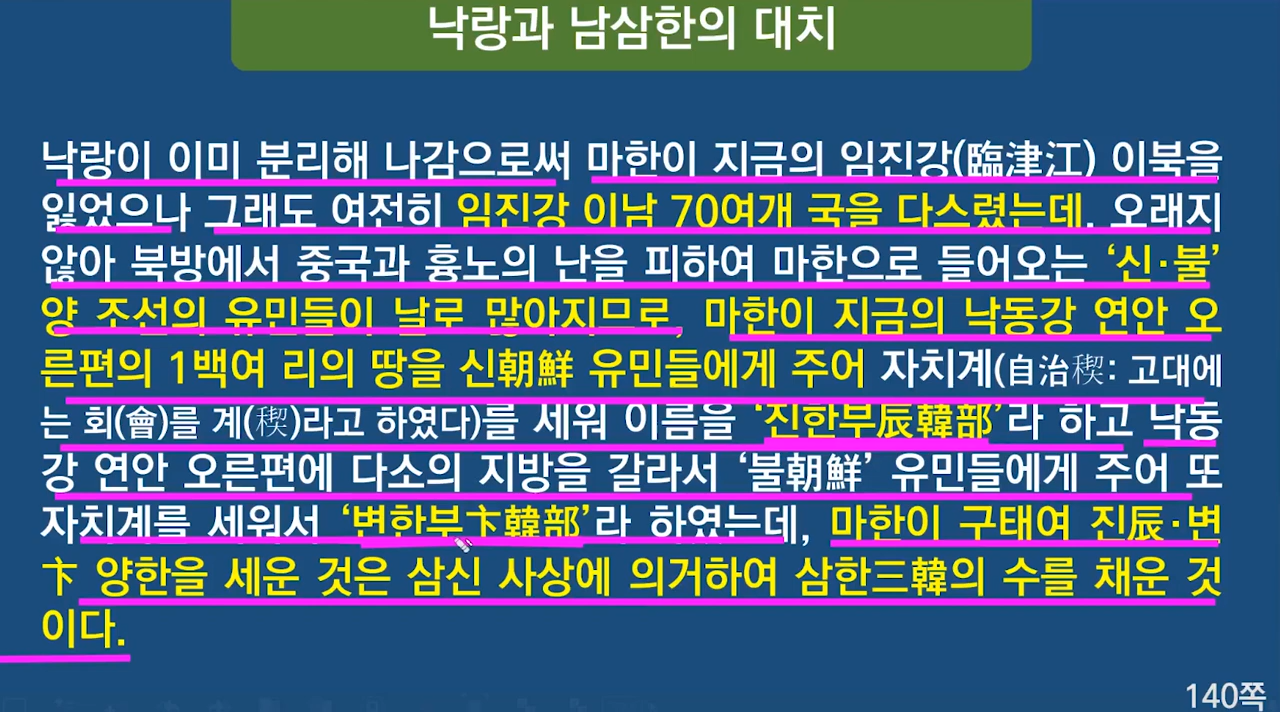 낙랑과 남삼한의 대치
낙랑이 이미 분리해 나감으로써 마한이 지금의 임진강(臨津江) 이북을
잃었으나 그래도 여전히 임진강 이남 70여개 국을 다스렸는데. 오래지
않아 북방에서 중국과 흉노의 난을 피하여 마한으로 들어오는 ‘신·불’
양 조선의 유민들이 날로 많아지므로, 마한이 지금의 낙동강 연안 오
른편의 1백여 리의 땅을 신朝鮮 유민들에게 주어 자치계(自治稧: 고대에
는 회(會)를 계(稧)라고 하였다)를 세워 이름을 ‘진한부辰韓部’라 하고 낙동
강 연안 오른편에 다소의 지방을 갈라서 ‘불朝鮮’ 유민들에게 주어 또
자치계를 세워서 ‘변한부卞韓部’라 하였는데, 마한이 구태여 진辰·변
卞 양한을 세운 것은 삼신 사상에 의거하여 삼한三韓의 수를 채운 것
이다.
140쪽